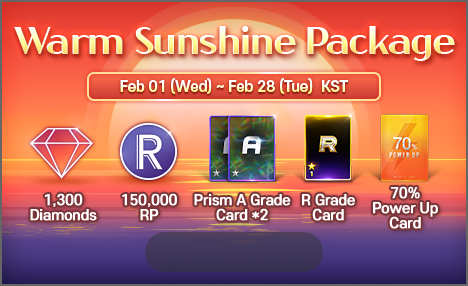 Warm Sunshine Package
Feb 01 (Wed) ~ Feb 28 (Tue) KST
R
A
R
1
70%
POWER UP
1,300
Diamonds
150,000
RP
Prism A Grade
Card *2
R Grade
Card
70%
Power Up
Card